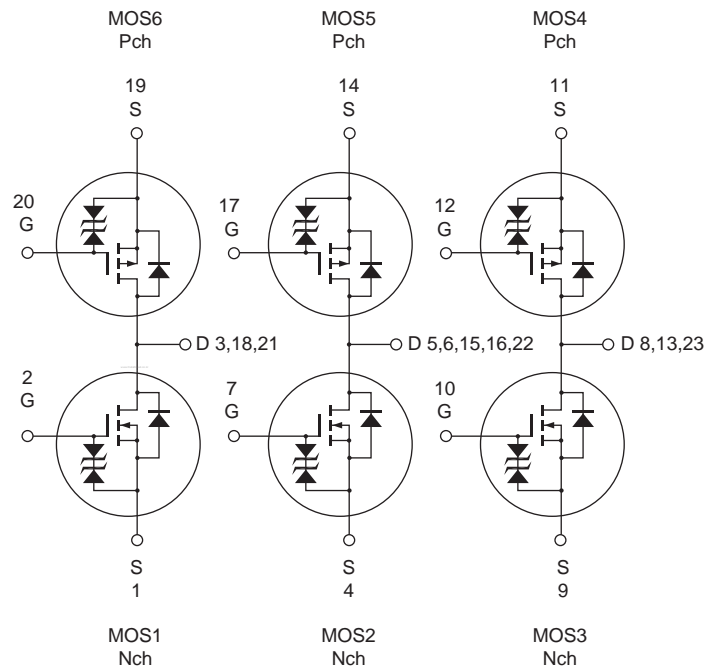 MOS6 MOS5 MOS4
Pch Pch Pch
19 14 11
S S S
20 17 12
G G G
D 3,18,21 D 5,6,15,16,22 D 8,13,23
2 7 10
G G G
S S S
1 4 9
MOS1 MOS2 MOS3
Nch Nch Nch